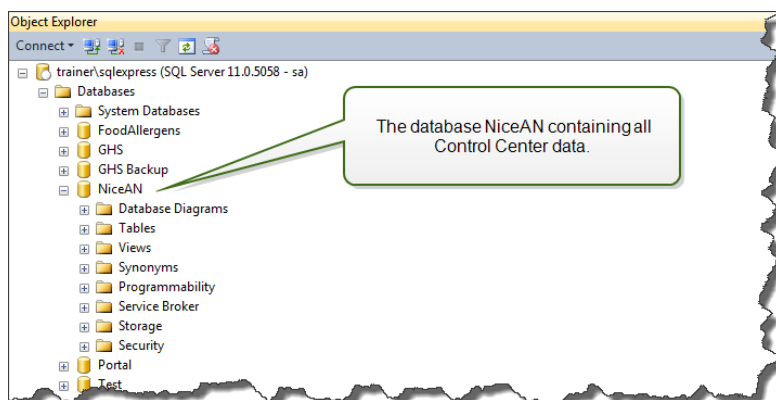 Object Explorer
Connect
trainer\sqlexpress (SQL Server 11.0.5058 - sa)
Databases
System Databases
FoodAllergens
GHS
GHS Backup
NiceAN
Database Diagrams
Tables
Views
Synonyms
Programmability
Service Broker
Storage
Security
Portal
Test
The database NiceAN containing all
Control Center data.